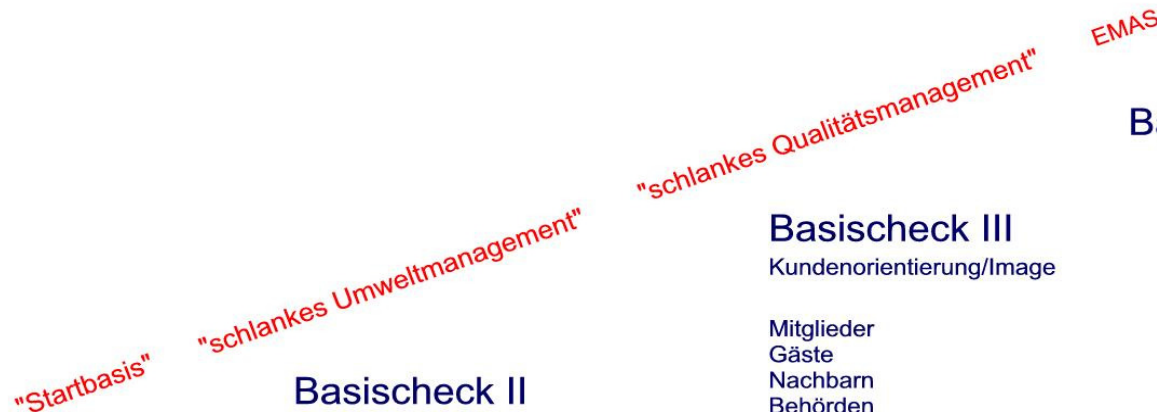 EMAS
"schlankes Qualitätsmanagement"
"schlankes Umweltmanagement"
"Startbasis"
Basischeck III
Kundenorientierung/Image
Mitglieder
Gäste
Nachbarn
Behörden
Basischeck II